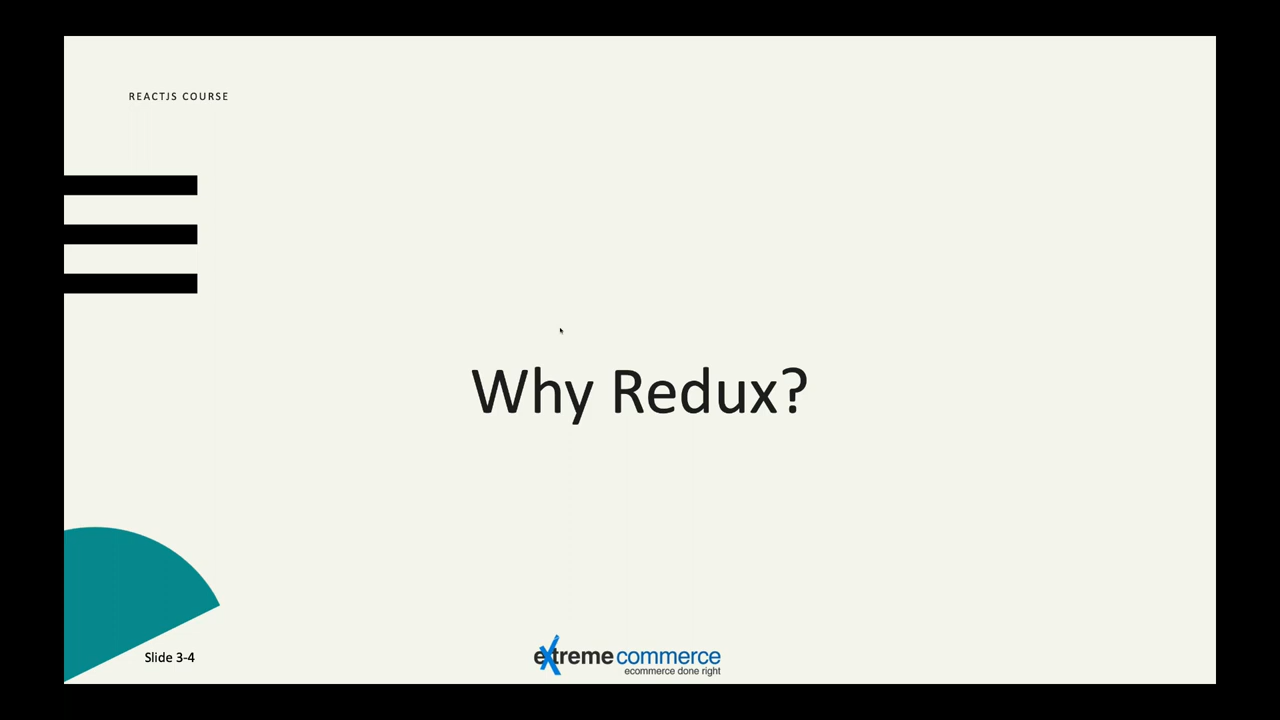 REACTJS COURSE
Why Redux?
Slide 3-4
extreme commerce
ecommerce done right